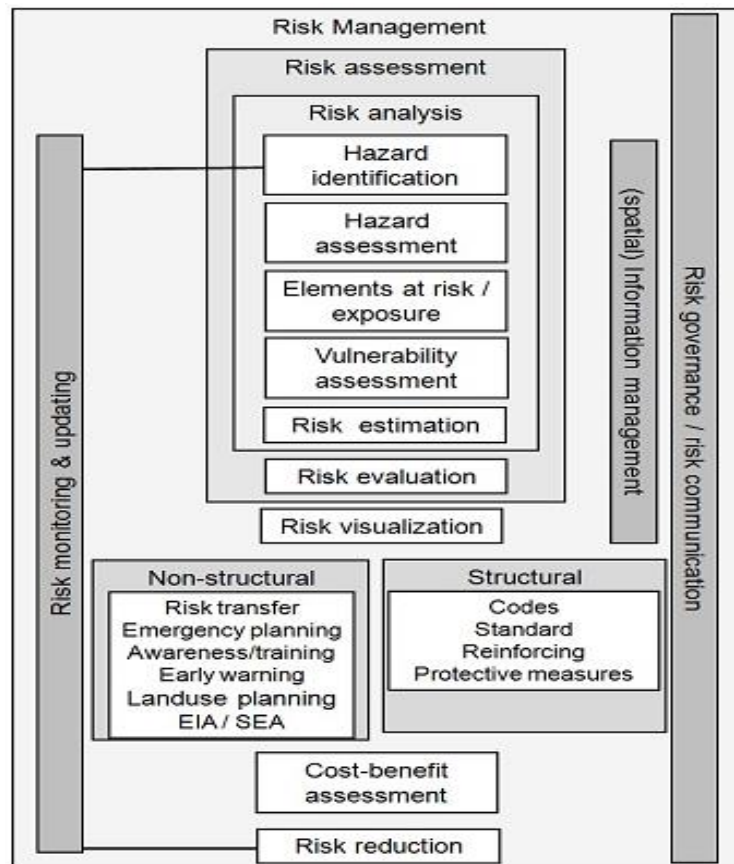 Risk Management
Risk assessment
Risk analysis
Hazard
identification
Hazard
assessment
Elements at risk /
exposure
Vulnerability
assessment
Risk estimation
Risk evaluation
Risk visualization
Non-structural
Risk transfer
Emergency planning
Awareness/training
Early warning
Landuse planning
EIA / SEA
Structural
Codes
Standard
Reinforcing
Protective measures
Cost-benefit
assessment
Risk reduction
Risk monitoring & updating
(spatial) Information management
Risk governance / risk communication